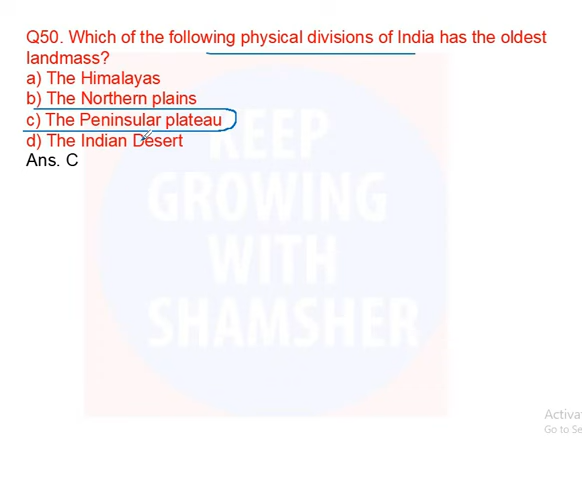 Q50. Which of the following physical divisions of India has the oldest
landmass?
a) The Himalayas
b) The Northern plains
c) The Peninsular plateau
d) The Indian Desert
Ans. C
KEEP
GROWING
WITH
SHAMSHER
Activa
Go to Se